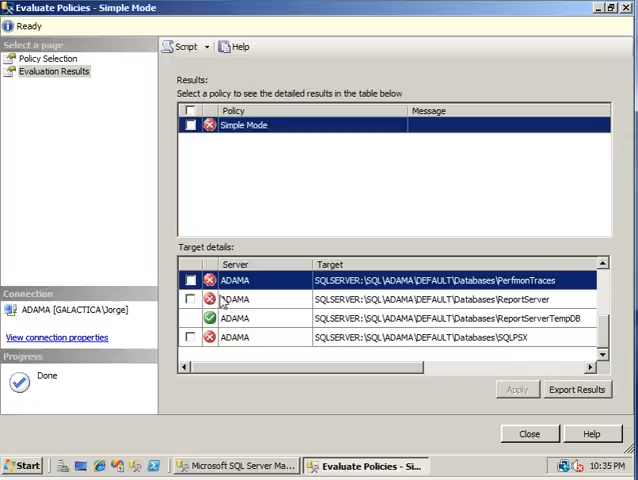 Evaluate Policies - Simple Mode
Ready
Select a page
Policy Selection
Evaluation Results
Script
Help
Results:
Select a policy to see the detailed results in the table below
Policy Message
Simple Mode
Target details:
Server Target
ADAMA SQLSERVER:\SQL\ADAMA\DEFAULT\Databases\PerfmonTraces
ADAMA SQLSERVER:\SQL\ADAMA\DEFAULT\Databases\ReportServer
ADAMA SQLSERVER:\SQL\ADAMA\DEFAULT\Databases\ReportServerTempDB
ADAMA SQLSERVER:\SQL\ADAMA\DEFAULT\Databases\SQLPSX
Connection
ADAMA [GALACTICA\Jorge]
View connection properties
Progress
Done
Apply
Export Results
Close
Help
Start
Microsoft SQL Server Ma...
Evaluate Policies - Si...
10:35 PM